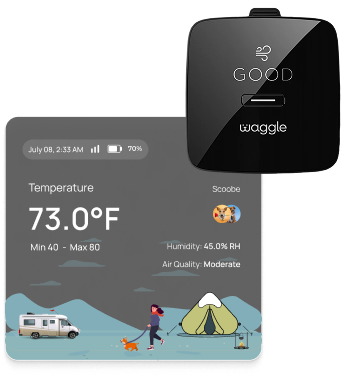 GOOD
waggle
July 08, 2:33 AM 70%
Temperature
Scoobe
73.0°F
Min 40 - Max 80
Humidity: 45.0% RH
Air Quality: Moderate